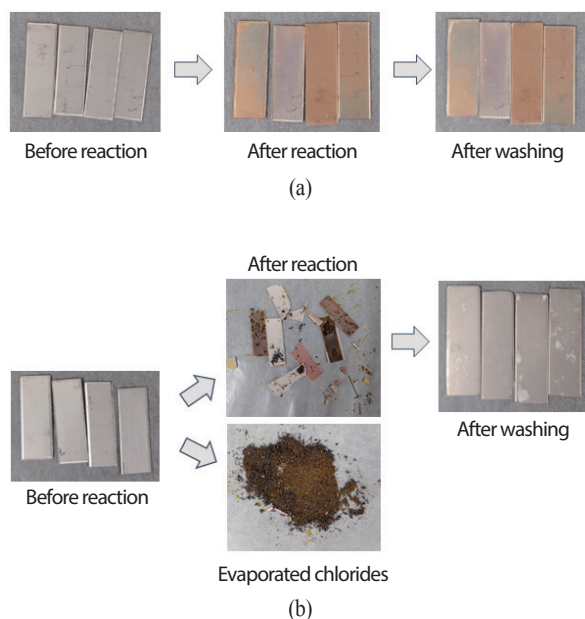 Before reaction
After reaction
After washing
(a)
After reaction
After washing
Before reaction
Evaporated chlorides
(b)